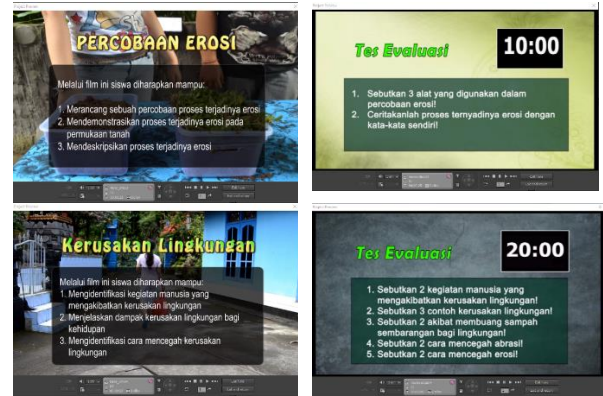 PERCOBAAN EROSI
Melalui film ini siswa diharapkan mampu:
1. Merancang sebuah percobaan proses terjadinya erosi
2. Mendemonstrasikan proses terjadinya erosi pada
permukaan tanah
3. Mendeskripsikan proses terjadinya erosi
Tes Evaluasi
10:00
1. Sebutkan 3 alat yang digunakan dalam
percobaan erosi!
2. Ceritakanlah proses ternyadinya erosi dengan
kata-kata sendiri!
Kerusakan Lingkungan
Melalui film ini siswa diharapkan mampu:
1. Mengidentifikasi kegiatan manusia yang
mengakibatkan kerusakan lingkungan
2. Menjelaskan dampak kerusakan lingkungan bagi
kehidupan
3. Mengidentifikasi cara mencegah kerusakan
lingkungan
Tes Evaluasi
20:00
1. Sebutkan 2 kegiatan manusia yang
mengakibatkan kerusakan lingkungan!
2. Sebutkan 3 contoh kerusakan lingkungan!
3. Sebutkan 2 akibat membuang sampah
sembarangan bagi lingkungan!
4. Sebutkan 2 cara mencegah abrasi!
5. Sebutkan 2 cara mencegah erosi!